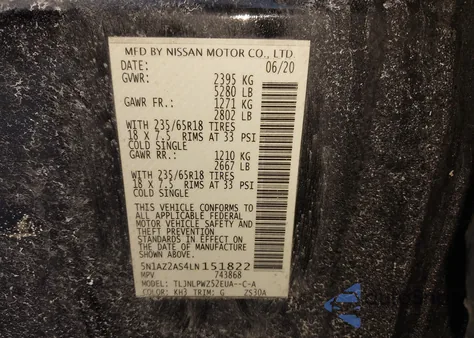 MFD BY NISSAN MOTOR CO., LTD
DATE: 06/20
GVWR: 2395 KG
5280 LB
GAWR FR.: 1271 KG
2802 LB
WITH 235/65R18 TIRES
18 X 7.5 RIMS AT 33 PSI
COLD SINGLE
GAWR RR.: 1210 KG
2667 LB
WITH 235/65R18 TIRES
18 X 7.5 RIMS AT 33 PSI
COLD SINGLE
THIS VEHICLE CONFORMS TO
ALL APPLICABLE FEDERAL
MOTOR VEHICLE SAFETY AND
THEFT PREVENTION
STANDARDS IN EFFECT ON
THE DATE OF MANUFACTURE
SHOWN ABOVE.
5N1AZ2AS4LN151822
MPV 743868
MODEL: TLJNLPWZ52EUA--C-A
COLOR: KH3 TRIM: G ZS30A